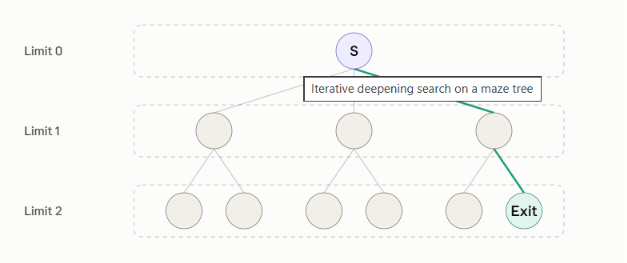 Limit 0
S
Iterative deepening search on a maze tree
Limit 1
Limit 2
Exit